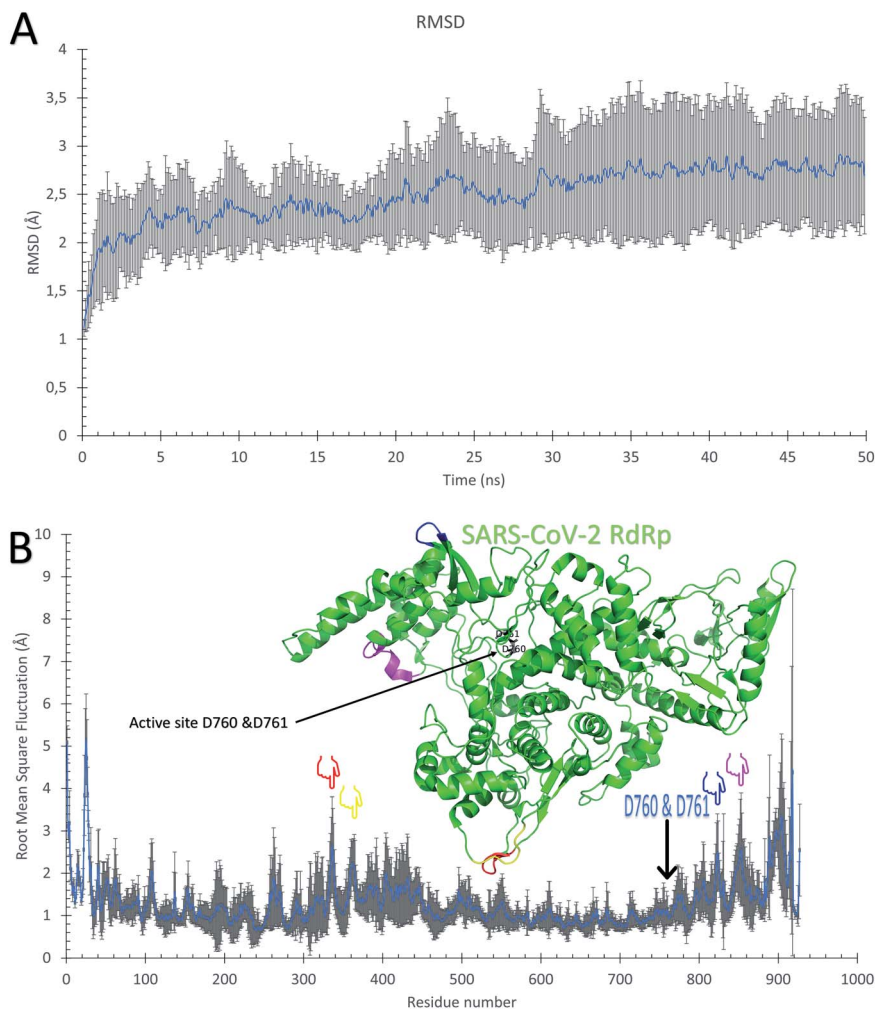 A
RMSD
4
3,5
3
2,5
2
1,5
1
0,5
0
RMSD (Å)
0 5 10 15 20 25 30 35 40 45 50
Time (ns)
B
SARS-CoV-2 RdRp
10
9
8
7
6
5
4
3
2
1
0
Root Mean Square Fluctuation (Å)
D760
Active site D760 &D761
D760 & D761
0 100 200 300 400 500 600 700 800 900 1000
Residue number